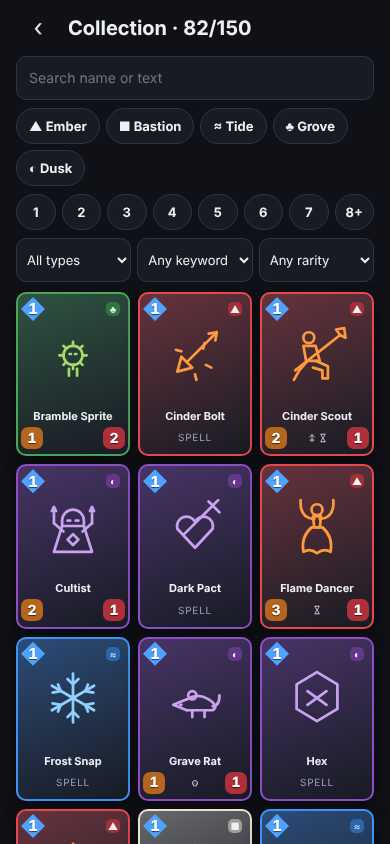 Collection · 82/150
Search name or text
▲ Ember
■ Bastion
≈ Tide
♣ Grove
◖ Dusk
1 2 3 4 5 6 7 8+
All types
Any keyword
Any rarity
1 ♣
Bramble Sprite
1 2
1 ▲
Cinder Bolt
SPELL
1 ▲
Cinder Scout
2 1
1
Cultist
2 1
1
Dark Pact
SPELL
1 ▲
Flame Dancer
3 1
1 ≈
Frost Snap
SPELL
1
Grave Rat
1 1
1
Hex
SPELL
1 ▲
1 ■
1 ≈